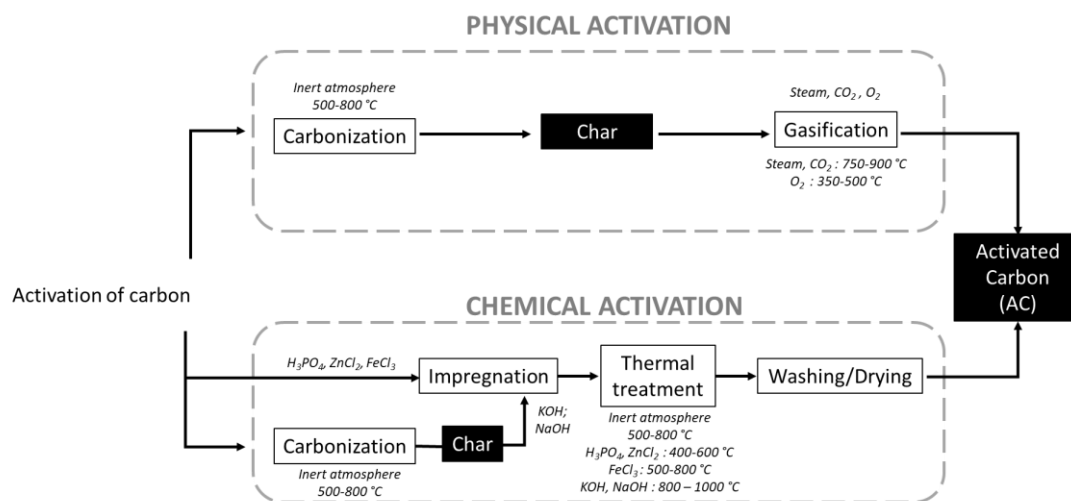 PHYSICAL ACTIVATION
Inert atmosphere
500-800 °C
Carbonization
Char
Steam, CO₂ , O₂
Gasification
Steam, CO₂ : 750-900 °C
O₂ : 350-500 °C
Activation of carbon
Activated
Carbon
(AC)
CHEMICAL ACTIVATION
H₃PO₄, ZnCl₂, FeCl₃
Impregnation
Thermal
treatment
Washing/Drying
KOH;
NaOH
Carbonization
Char
Inert atmosphere
500-800 °C
Inert atmosphere
500-800 °C
H₃PO₄, ZnCl₂ : 400-600 °C
FeCl₃ : 500-800 °C
KOH, NaOH : 800 – 1000 °C